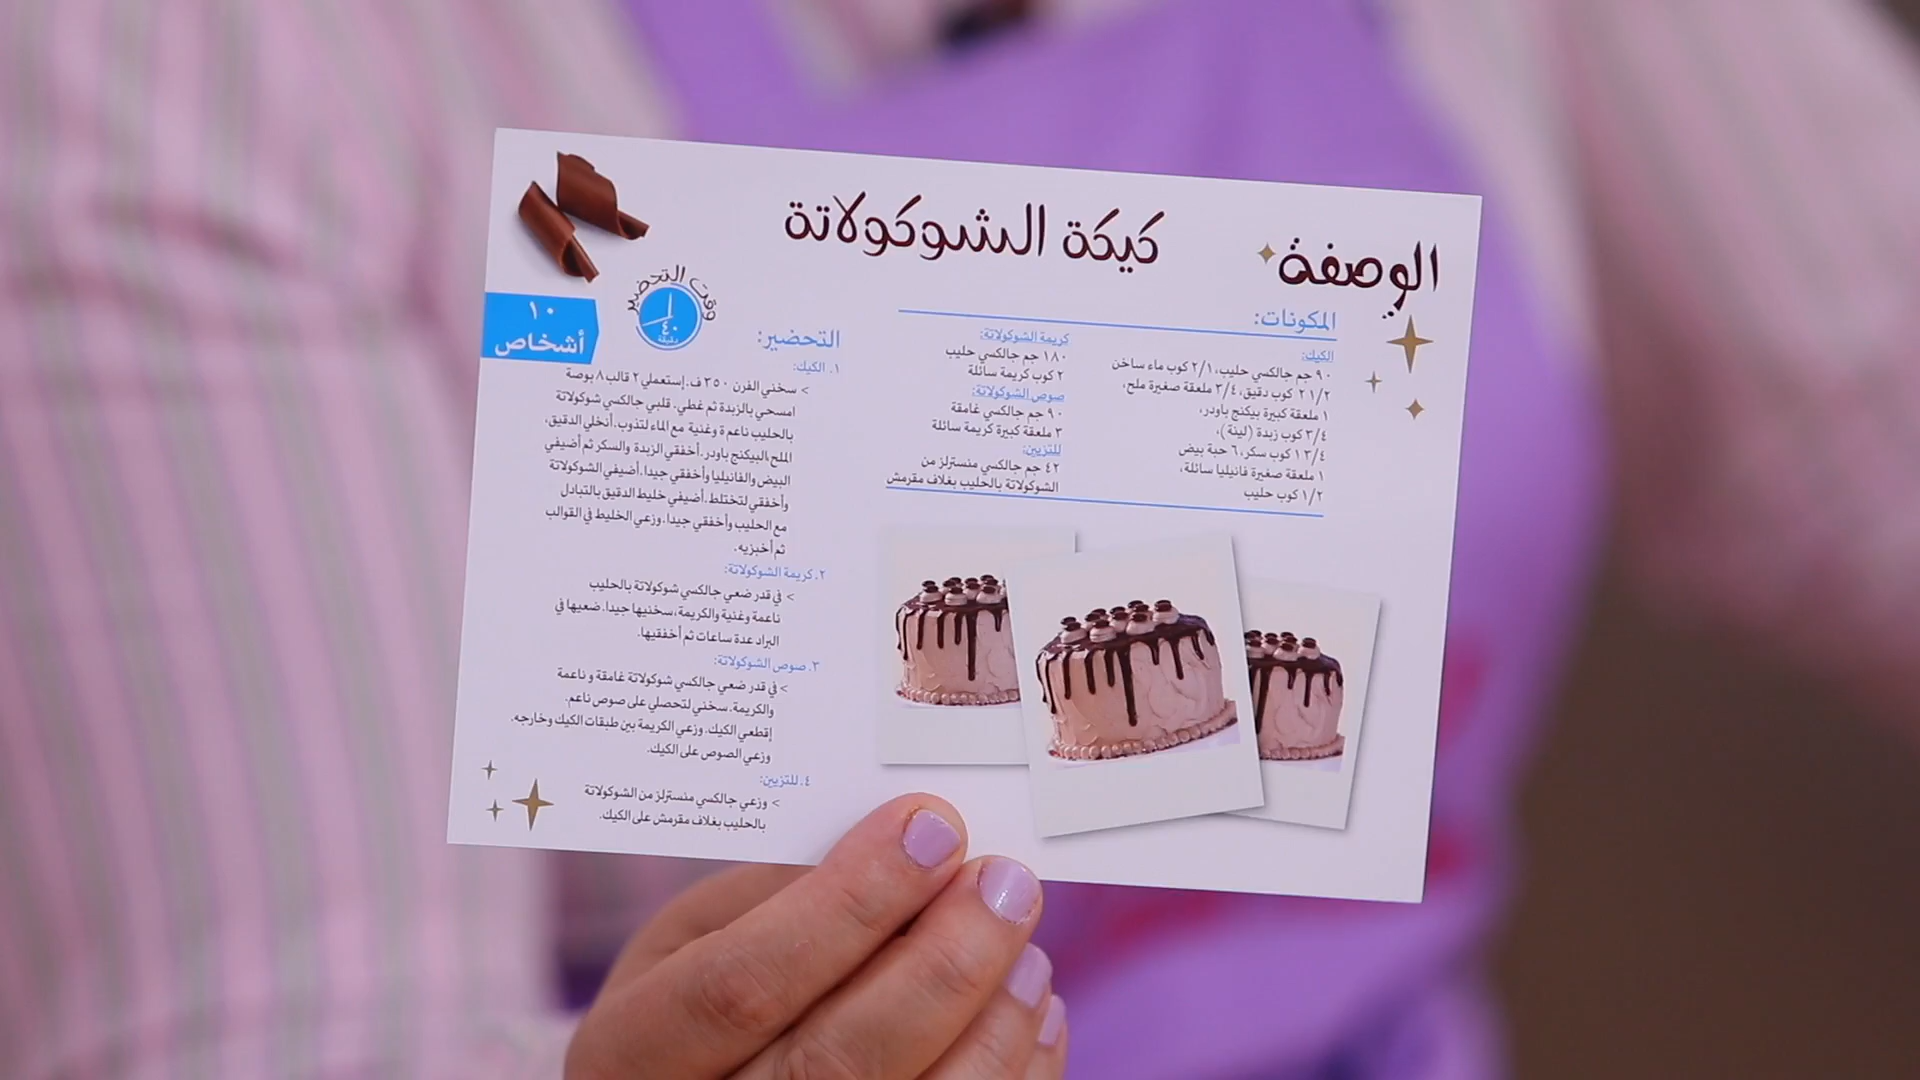 الوصفة
كيكة الشوكولاتة
المكونات:
الكيك:
٩٠ جم جالكسي حليب، ٢/١ كوب ماء ساخن
٢ ١/٢ كوب دقيق، ٣/٤ ملعقة صغيرة ملح،
١ ملعقة كبيرة بيكنج باودر،
٣/٤ كوب زبدة (لينة)،
١ ٣/٤ كوب سكر، ٦ حبة بيض
١ ملعقة صغيرة فانيليا سائلة،
١/٢ كوب حليب
كريمة الشوكولاتة:
١٨٠ جم جالكسي حليب
٢ كوب كريمة سائلة
صوص الشوكولاتة:
٩٠ جم جالكسي غامقة
٣ ملعقة كبيرة كريمة سائلة
للتزيين:
٤٢ جم جالكسي منسترلز من
الشوكولاتة بالحليب بغلاف مقرمش
وقت التحضير
٤٠
دقيقة
١٠
أشخاص
التحضير:
١. الكيك:
> سخني الفرن ٣٥٠ ف. إستعملي ٢ قالب ٨ بوصة
امسحي بالزبدة ثم غطي. قلبي جالكسي شوكولاتة
بالحليب ناعمة وغنية مع الماء لتذوب. أنخلي الدقيق،
الملح، البيكنج باودر. أخفقي الزبدة والسكر ثم أضيفي
البيض والفانيليا وأخفقي جيدا. أضيفي الشوكولاتة
وأخفقي لتختلط. أضيفي خليط الدقيق بالتبادل
مع الحليب وأخفقي جيدا. وزعي الخليط في القوالب
ثم أخبزيه.
٢. كريمة الشوكولاتة:
> في قدر ضعي جالكسي شوكولاتة بالحليب
ناعمة وغنية والكريمة، سخنيها جيدا. ضعيها في
البراد عدة ساعات ثم أخفقيها.
٣. صوص الشوكولاتة:
> في قدر ضعي جالكسي شوكولاتة غامقة و ناعمة
والكريمة. سخني لتحصلي على صوص ناعم.
إقطعي الكيك. وزعي الكريمة بين طبقات الكيك وخارجه.
وزعي الصوص على الكيك.
٤. للتزيين:
> وزعي جالكسي منسترلز من الشوكولاتة
بالحليب بغلاف مقرمش على الكيك.